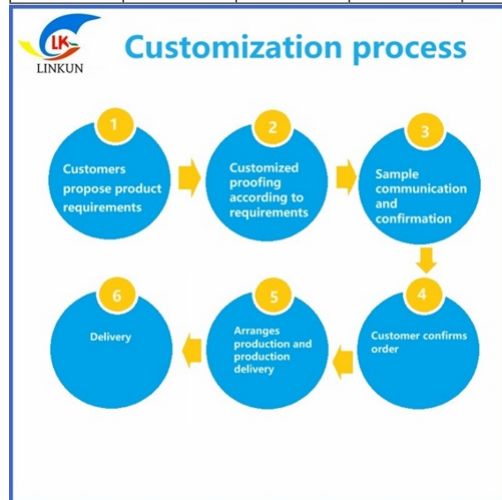 LK
LINKUN
Customization process
1
Customers
propose product
requirements
2
Customized
proofing
according to
requirements
3
Sample
communication
and
confirmation
4
Customer confirms
order
5
Arranges
production and
production
delivery
6
Delivery